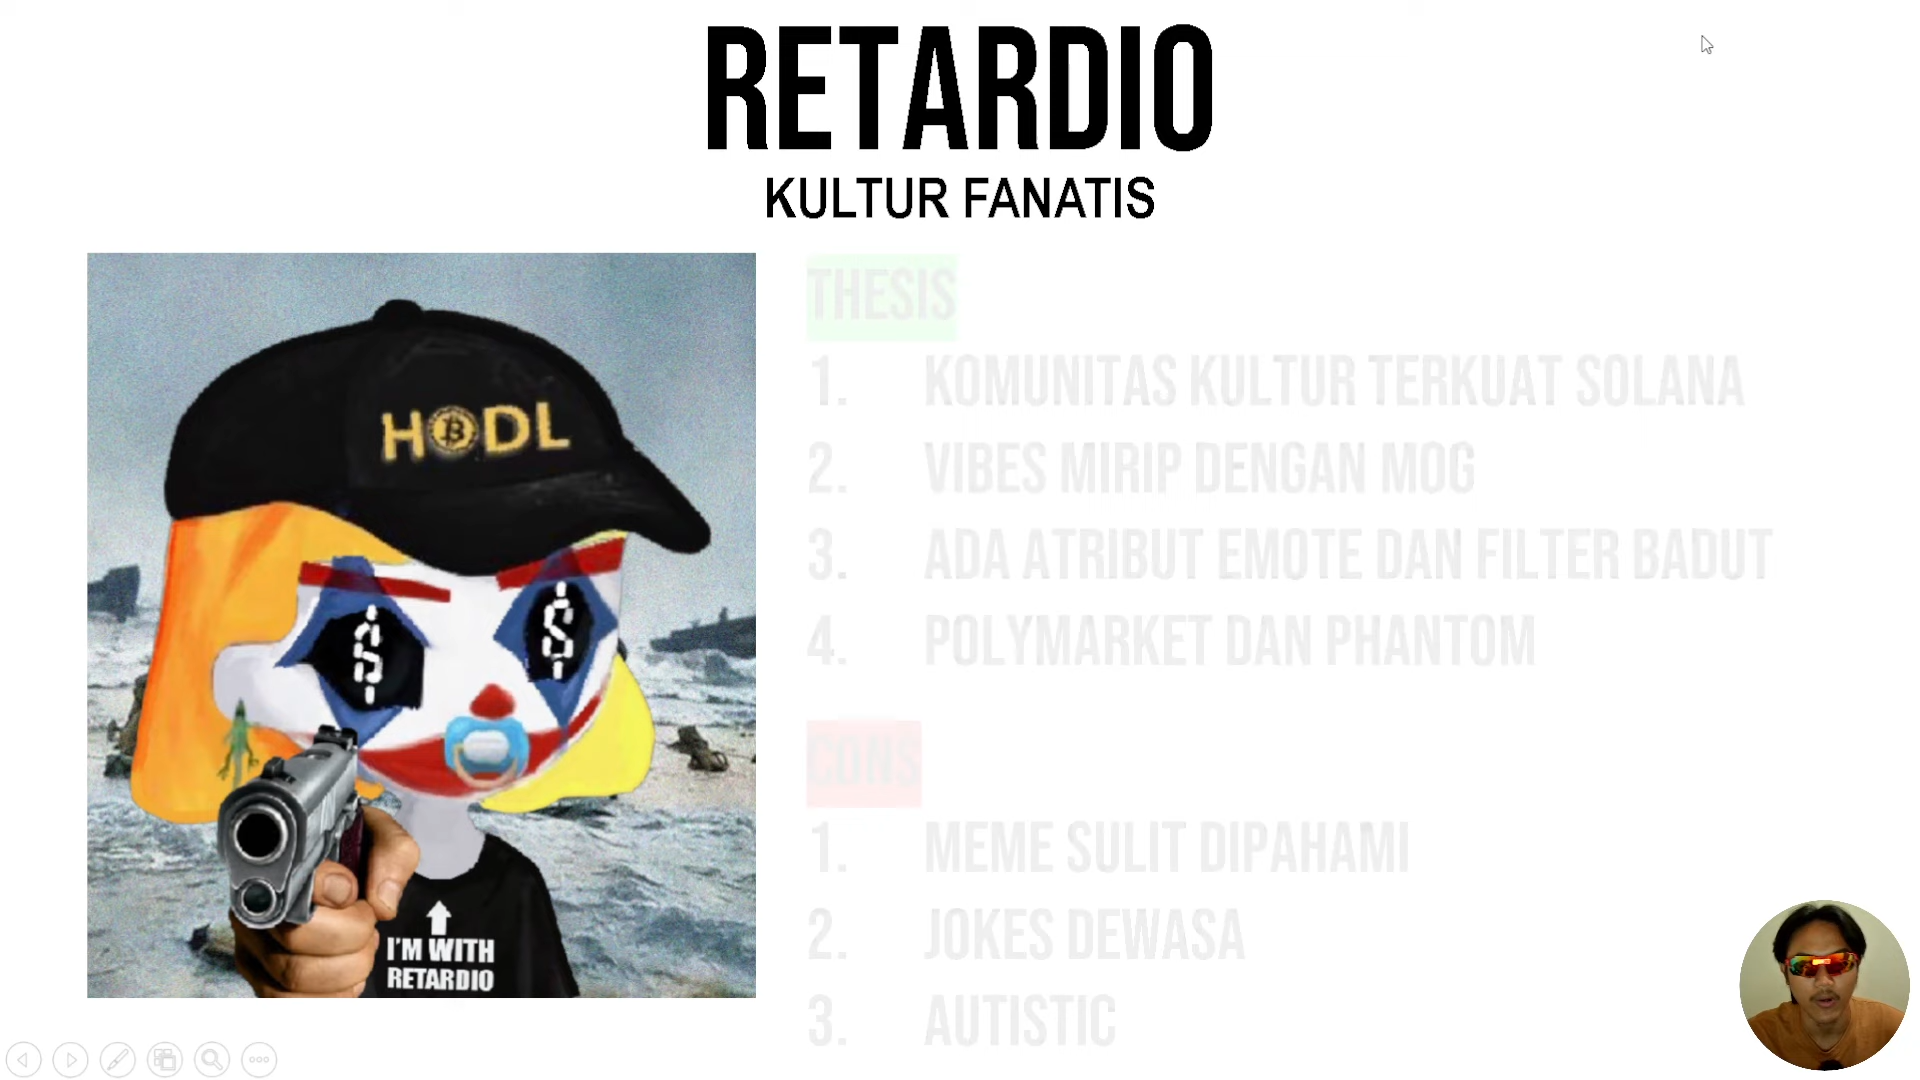 RETARDIO
KULTUR FANATIS
HODL
I'M WITH
RETARDIO
THESIS
1. KOMUNITAS KULTUR TERKUAT SOLANA
2. VIBES MIRIP DENGAN MOG
3. ADA ATRIBUT EMOTE DAN FILTER BADUT
4. POLYMARKET DAN PHANTOM
CONS
1. MEME SULIT DIPAHAMI
2. JOKES DEWASA
3. AUTISTIC